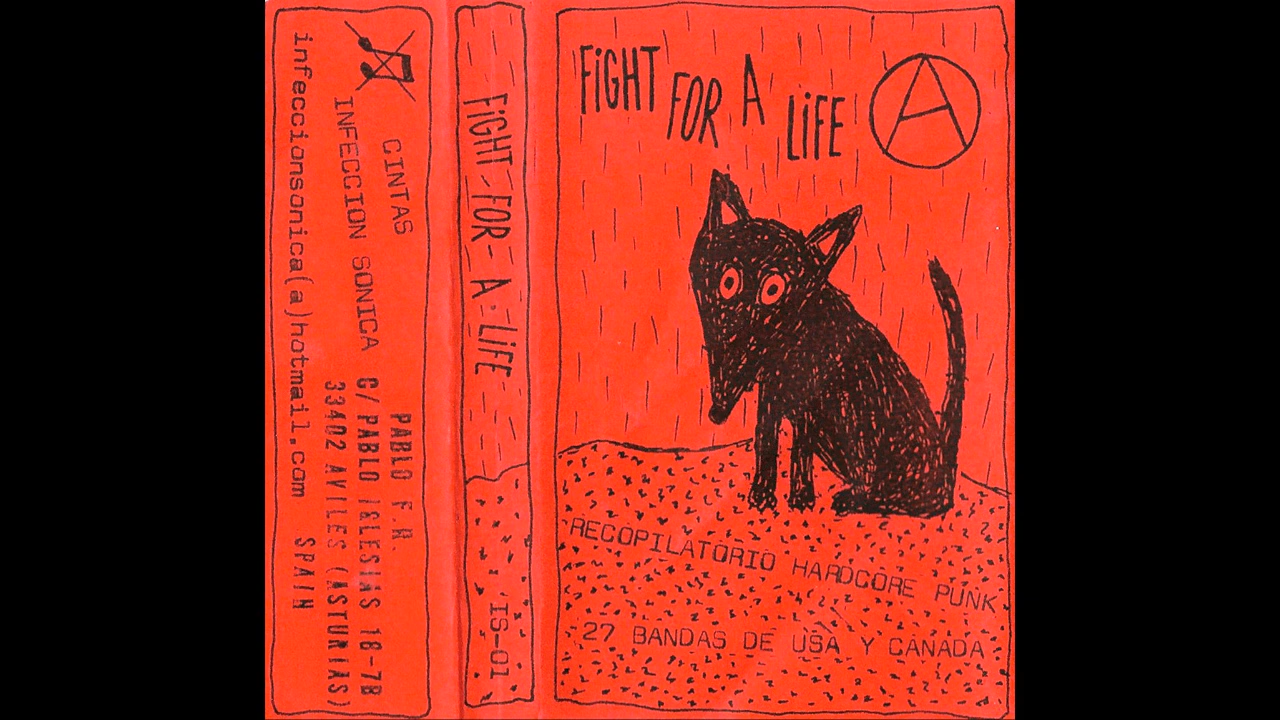 FiGHT FOR A LiFE
A
RECOPILATORIO HARDCORE PUNK
27 BANDAS DE USA Y CANADA
FiGHT - FOR - A - LiFE
IS-01
CINTAS
INFECCION SONICA
PABLO F.H.
C/ PABLO IGLESIAS 18-7B
33402 AVILES (ASTURIAS)
infeccionsonica(a)hotmail.com SPAIN